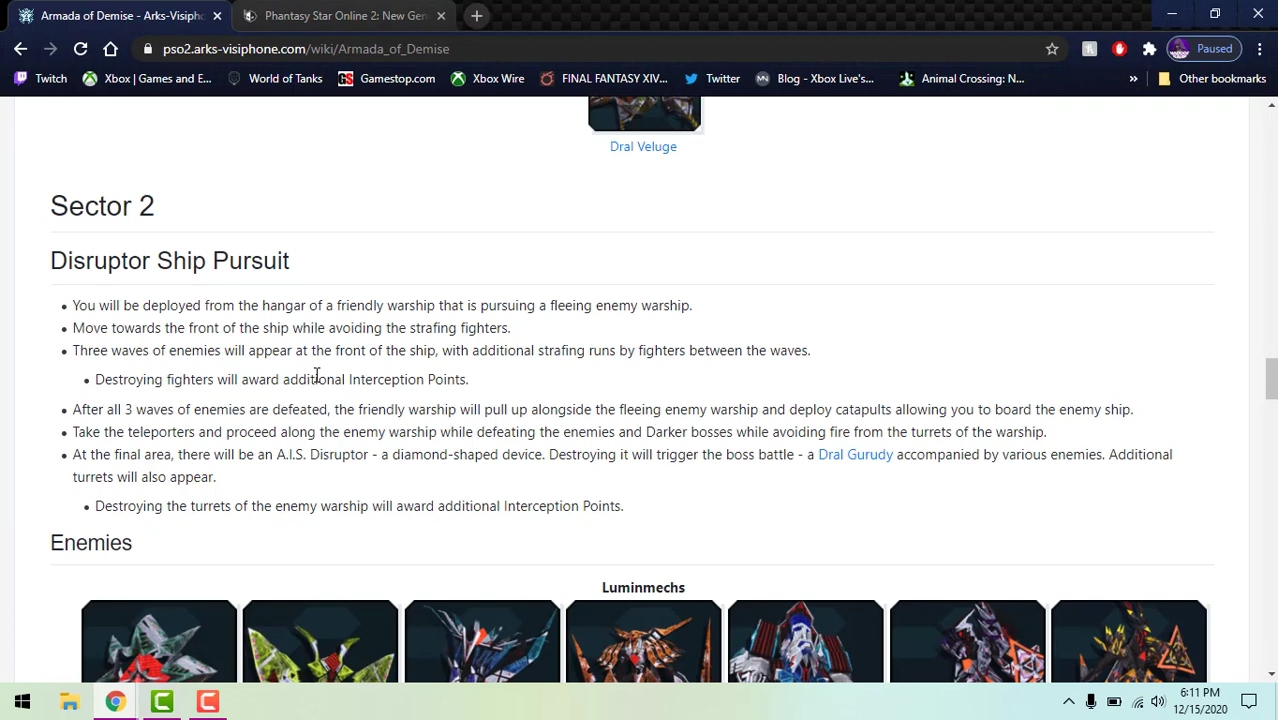 Armada of Demise - Arks-Visiph
Phantasy Star Online 2: New Gen
pso2.arks-visiphone.com/wiki/Armada_of_Demise
Paused
Twitch
Xbox | Games and E...
World of Tanks
GS Gamestop.com
Xbox Wire
FINAL FANTASY XIV...
Twitter
Blog - Xbox Live's...
Animal Crossing: N...
»
Other bookmarks
Dral Veluge
Sector 2
Disruptor Ship Pursuit
You will be deployed from the hangar of a friendly warship that is pursuing a fleeing enemy warship.
Move towards the front of the ship while avoiding the strafing fighters.
Three waves of enemies will appear at the front of the ship, with additional strafing runs by fighters between the waves.
Destroying fighters will award additional Interception Points.
After all 3 waves of enemies are defeated, the friendly warship will pull up alongside the fleeing enemy warship and deploy catapults allowing you to board the enemy ship.
Take the teleporters and proceed along the enemy warship while defeating the enemies and Darker bosses while avoiding fire from the turrets of the warship.
At the final area, there will be an A.I.S. Disruptor - a diamond-shaped device. Destroying it will trigger the boss battle - a Dral Gurudy accompanied by various enemies. Additional
turrets will also appear.
Destroying the turrets of the enemy warship will award additional Interception Points.
Enemies
Luminmechs
6:11 PM
12/15/2020